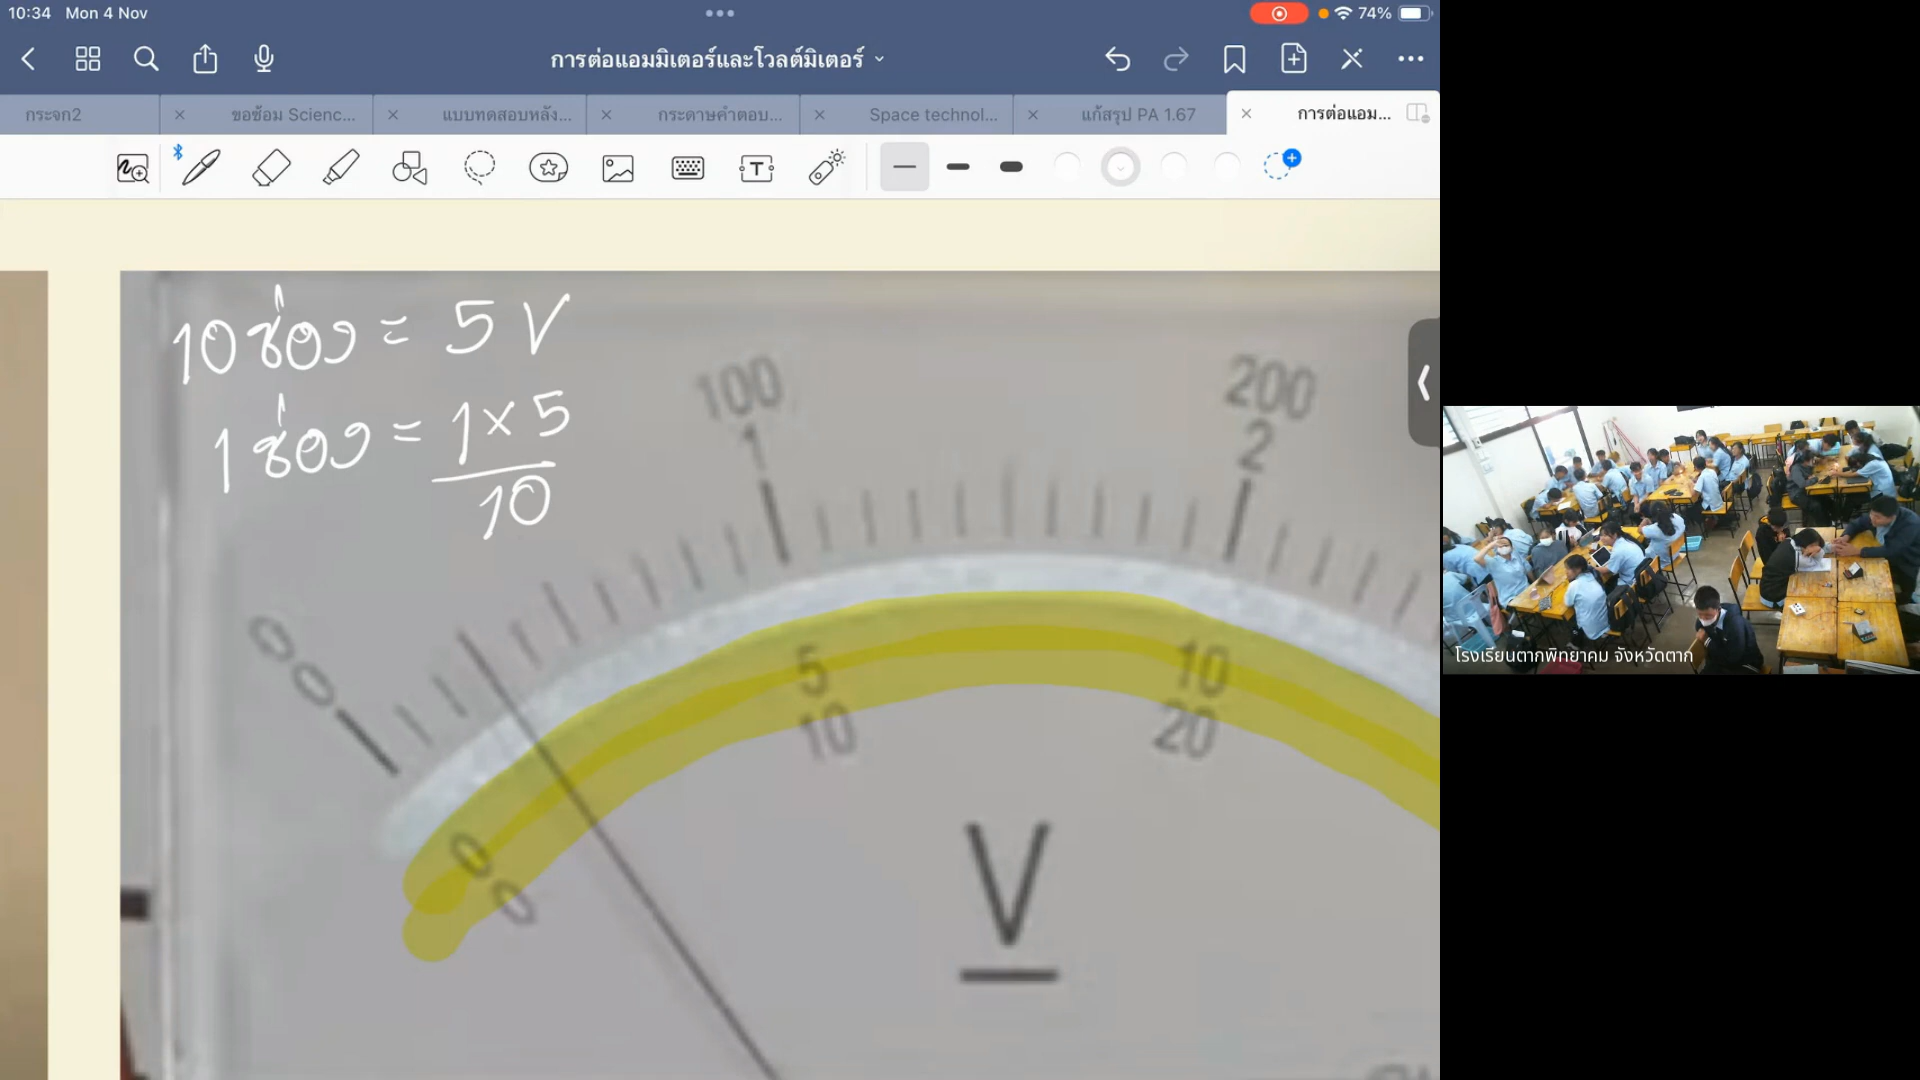 10:34 Mon 4 Nov
74%
การต่อแอมมิเตอร์และโวลต์มิเตอร์
กระจก2
ขอซ้อม Scienc...
แบบทดสอบหลัง...
กระดาษคำตอบ...
Space technol...
แก้สรุป PA 1.67
การต่อแอม...
T
10ช่อง = 5 V
1ช่อง = 1 × 5
10
100
200
1
2
0
0
5
10
10
20
0
0
V
โรงเรียนตากพิทยาคม จังหวัดตาก